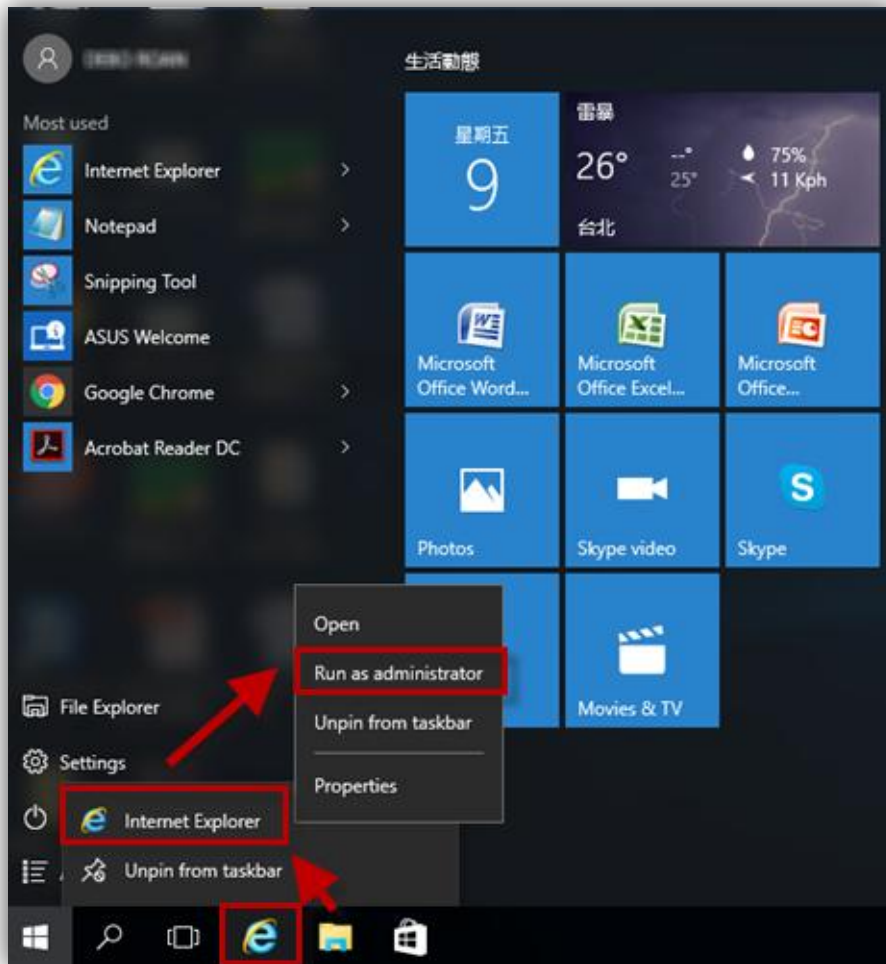 生活動態
Most used
Internet Explorer
Notepad
Snipping Tool
ASUS Welcome
Google Chrome
Acrobat Reader DC
星期五
9
雷暴
26°
--°
25°
75%
11 Kph
台北
Microsoft
Office Word...
Microsoft
Office Excel...
Microsoft
Office...
Photos
Skype video
Skype
Movies & TV
Open
Run as administrator
Unpin from taskbar
Properties
File Explorer
Settings
Internet Explorer
Unpin from taskbar